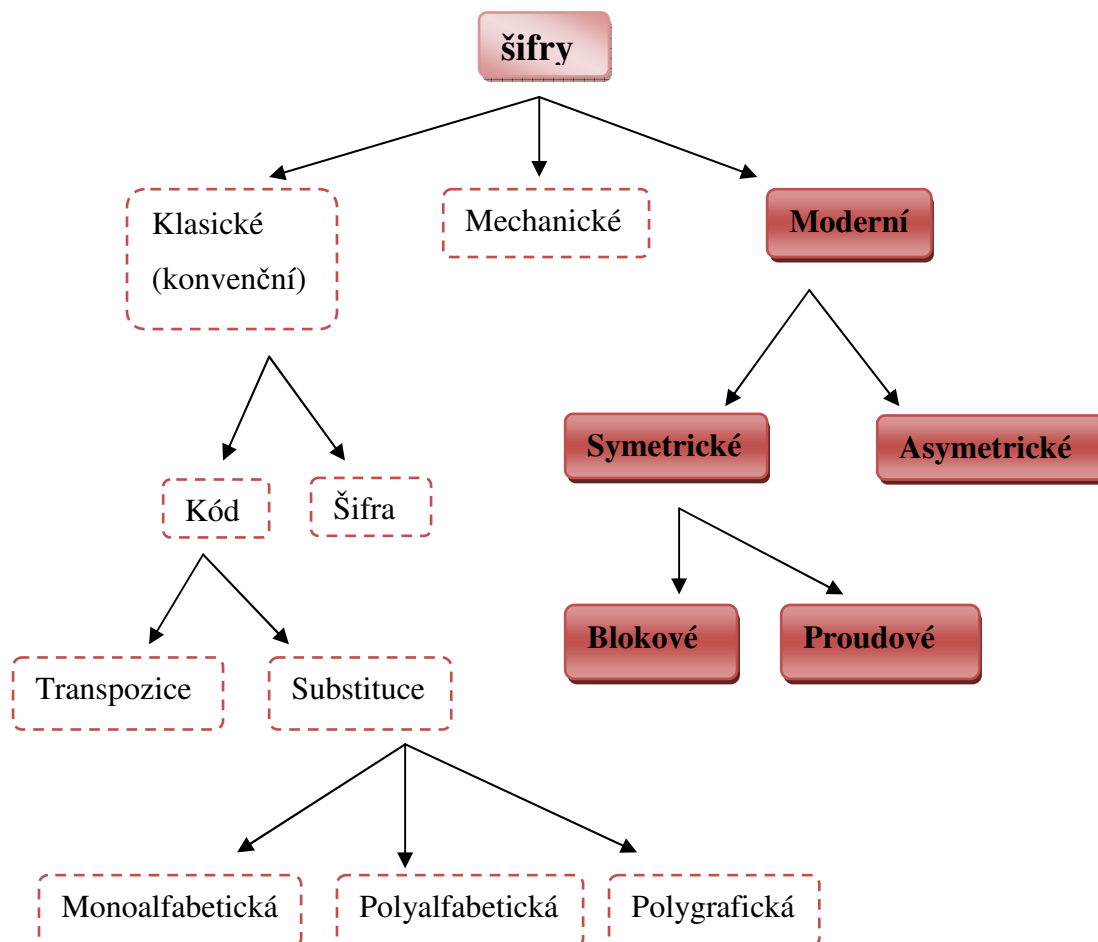 šifry
Klasické
(konvenční)
Mechanické
Moderní
Symetrické
Asymetrické
Kód
Šifra
Blokové
Proudové
Transpozice
Substituce
Monoalfabetická
Polyalfabetická
Polygrafická